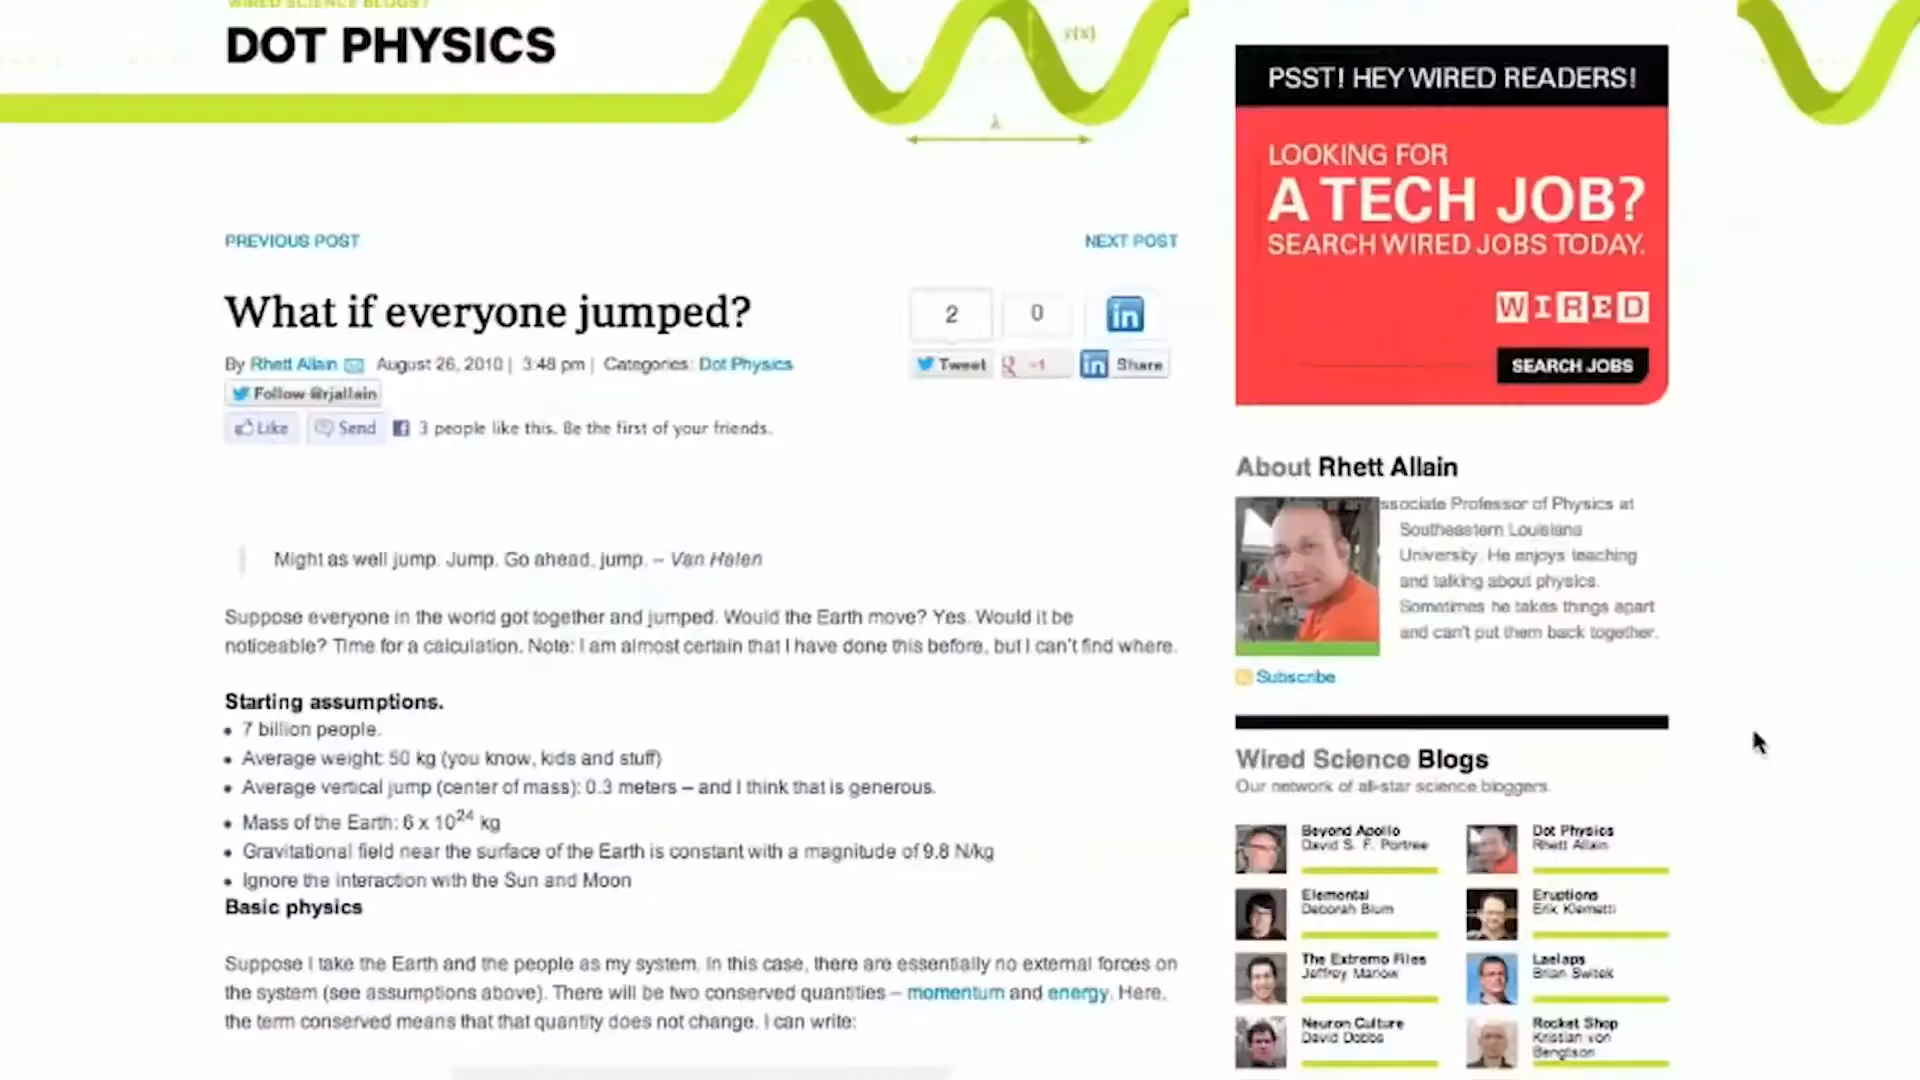 WIRED SCIENCE BLOGS
DOT PHYSICS
y(x)
λ
PREVIOUS POST
NEXT POST
What if everyone jumped?
By Rhett Allain August 26, 2010 | 3:48 pm | Categories: Dot Physics
Follow @rjallain
Like Send 3 people like this. Be the first of your friends.
2 0 in
Tweet +1 in Share
Might as well jump. Jump. Go ahead, jump. – Van Halen
Suppose everyone in the world got together and jumped. Would the Earth move? Yes. Would it be
noticeable? Time for a calculation. Note: I am almost certain that I have done this before, but I can't find where.
Starting assumptions.
• 7 billion people.
• Average weight: 50 kg (you know, kids and stuff)
• Average vertical jump (center of mass): 0.3 meters – and I think that is generous.
• Mass of the Earth: 6 x 10^24 kg
• Gravitational field near the surface of the Earth is constant with a magnitude of 9.8 N/kg
• Ignore the interaction with the Sun and Moon
Basic physics
Suppose I take the Earth and the people as my system. In this case, there are essentially no external forces on
the system (see assumptions above). There will be two conserved quantities – momentum and energy. Here,
the term conserved means that that quantity does not change. I can write:
PSST! HEY WIRED READERS!
LOOKING FOR
A TECH JOB?
SEARCH WIRED JOBS TODAY.
WIRED
SEARCH JOBS
About Rhett Allain
ssociate Professor of Physics at
Southeastern Louisiana
University. He enjoys teaching
and talking about physics.
Sometimes he takes things apart
and can't put them back together.
Subscribe
Wired Science Blogs
Our network of all-star science bloggers
Beyond Apollo
David S. F. Portree
Dot Physics
Rhett Allain
Elemental
Deborah Blum
Eruptions
Erik Klemetti
The Extremo Files
Jeffrey Marlow
Laelaps
Brian Switek
Neuron Culture
David Dobbs
Rocket Shop
Kristian von
Bengtson